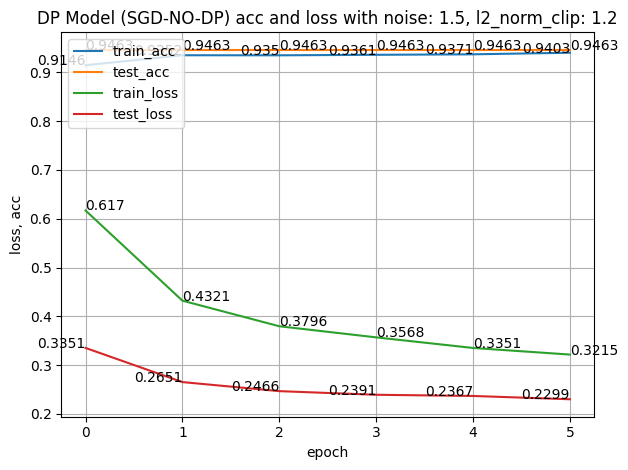 DP Model (SGD-NO-DP) acc and loss with noise: 1.5, l2_norm_clip: 1.2
0.9463 0.9463 0.9463 0.9463 0.9463 0.9463
0.9146 0.9352 0.935 0.9361 0.9371 0.9403
train_acc
test_acc
train_loss
test_loss
0.617
0.4321
0.3796
0.3568
0.3351
0.3215
0.3351
0.2651
0.2466
0.2391
0.2367
0.2299
0.9
0.8
0.7
0.6
0.5
0.4
0.3
0.2
loss, acc
0 1 2 3 4 5
epoch